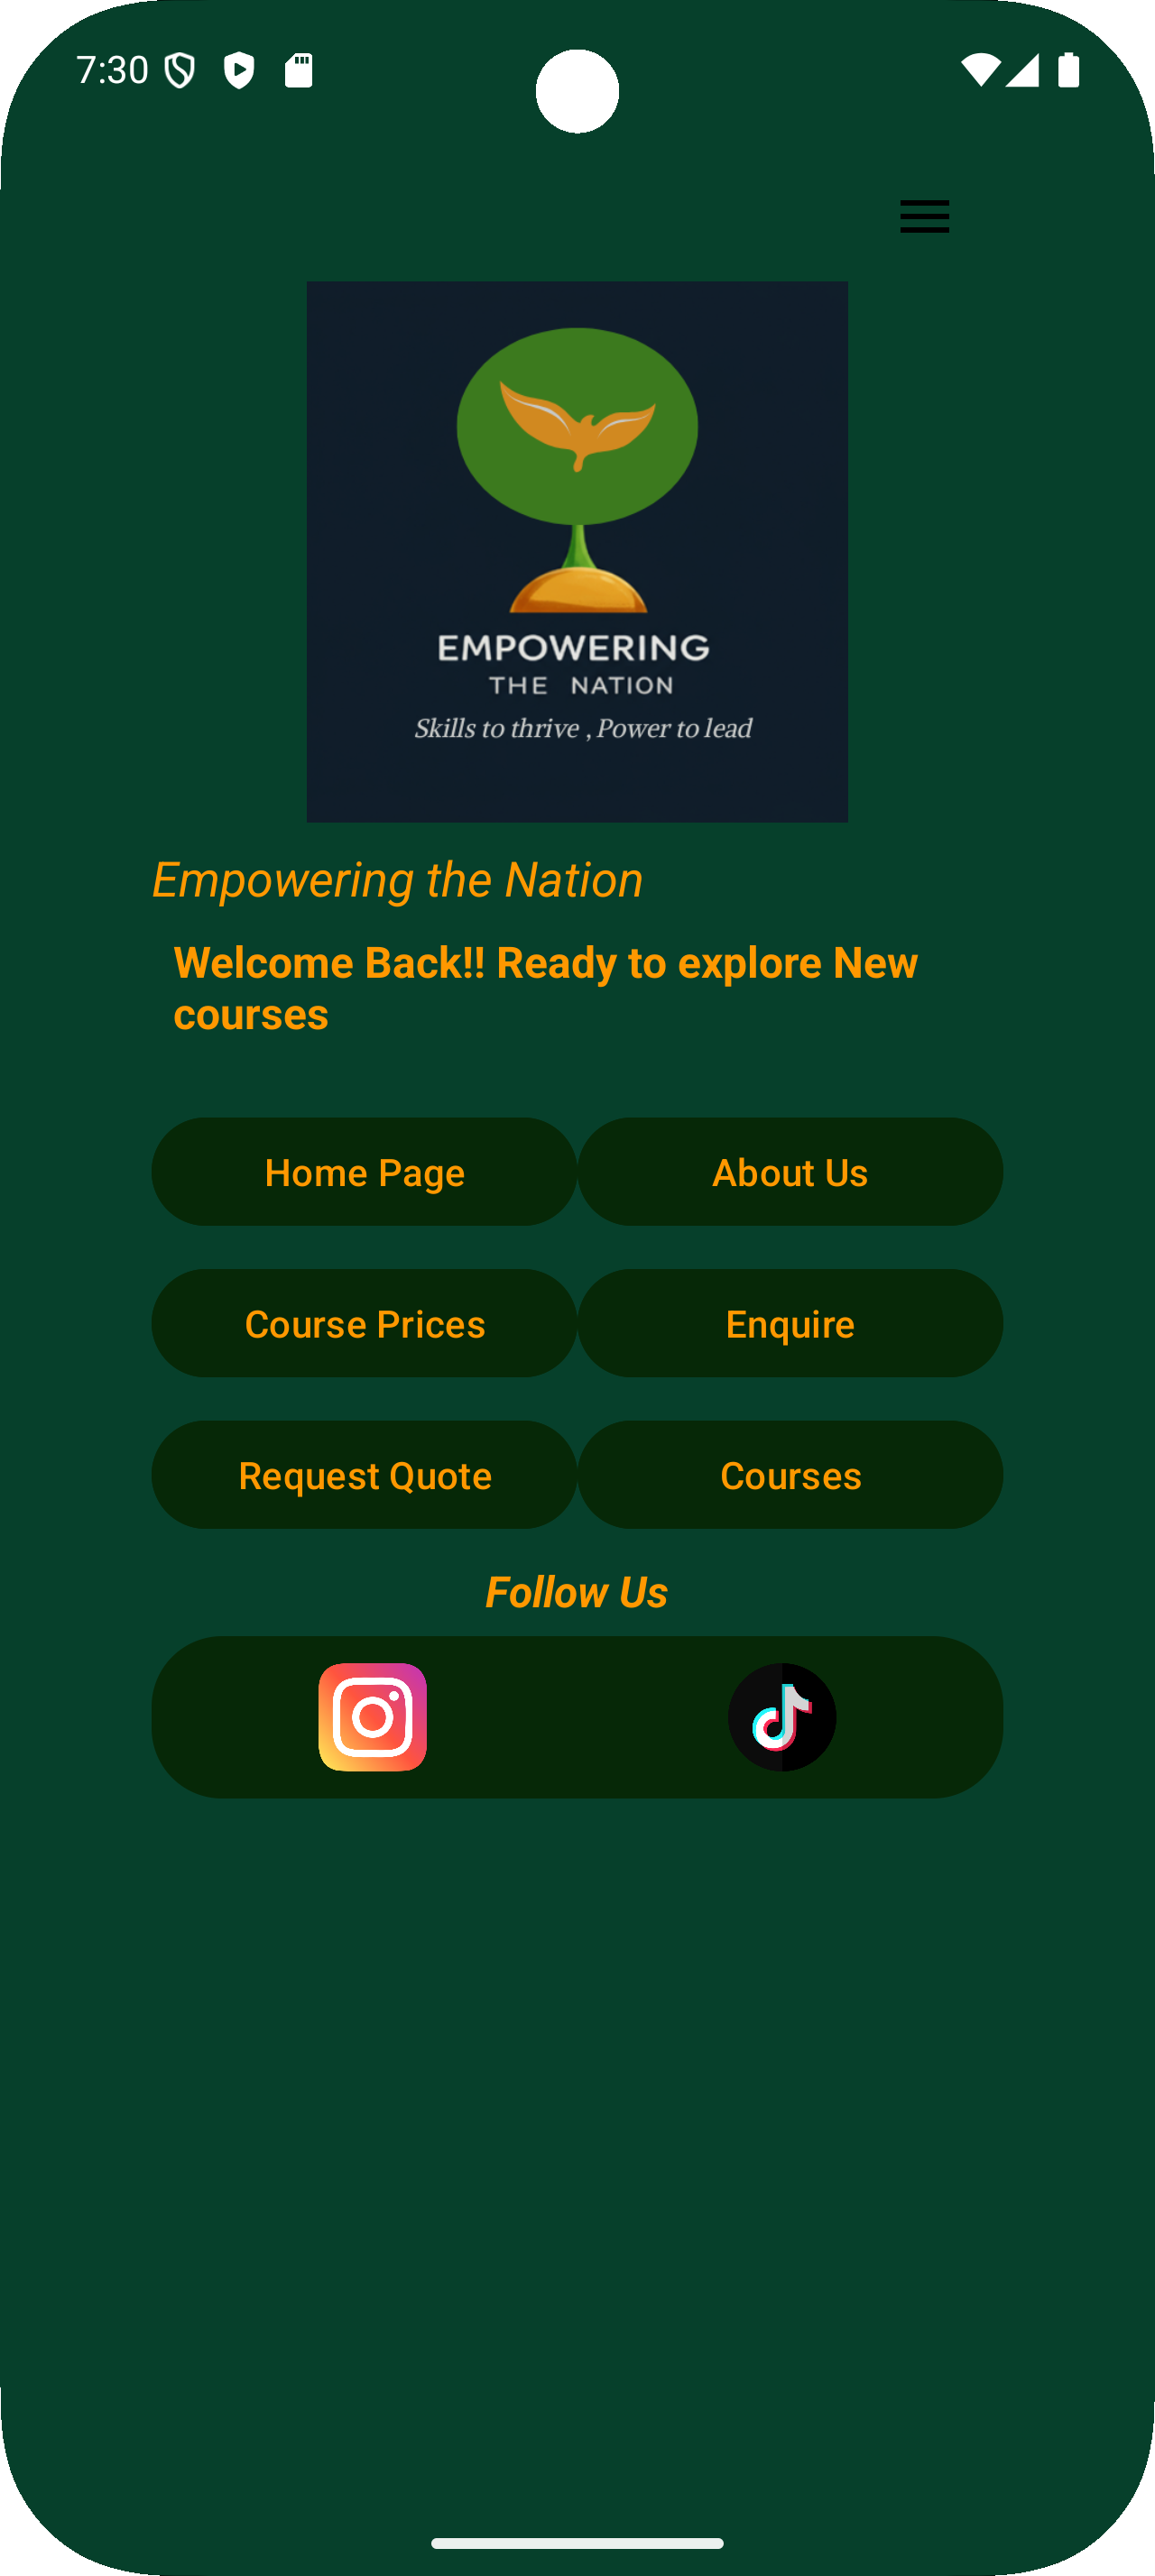 7:30
EMPOWERING
THE NATION
Skills to thrive , Power to lead
Empowering the Nation
Welcome Back!! Ready to explore New
courses
Home Page
About Us
Course Prices
Enquire
Request Quote
Courses
Follow Us